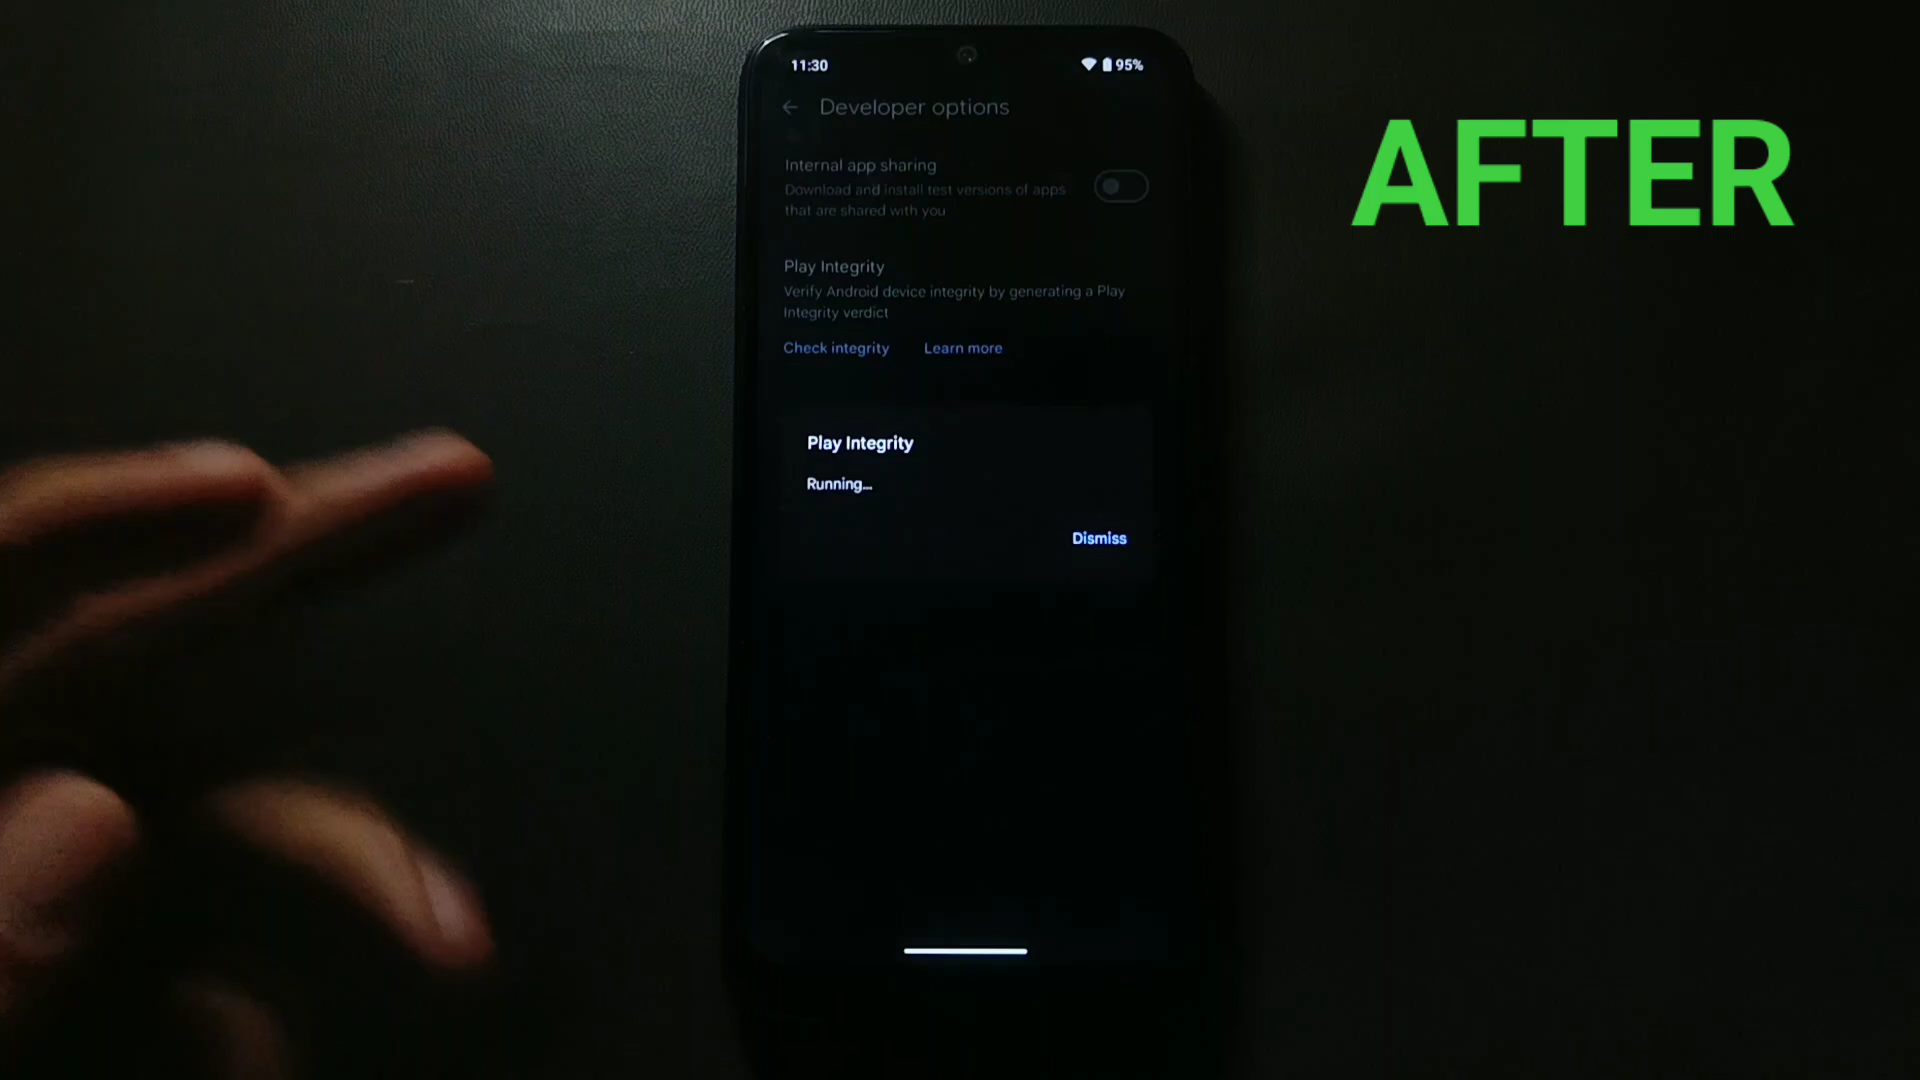 11:30
95%
AFTER
Developer options
Internal app sharing
Download and install test versions of apps
that are shared with you
Play Integrity
Verify Android device integrity by generating a Play
Integrity verdict
Check integrity
Learn more
Play Integrity
Running...
Dismiss